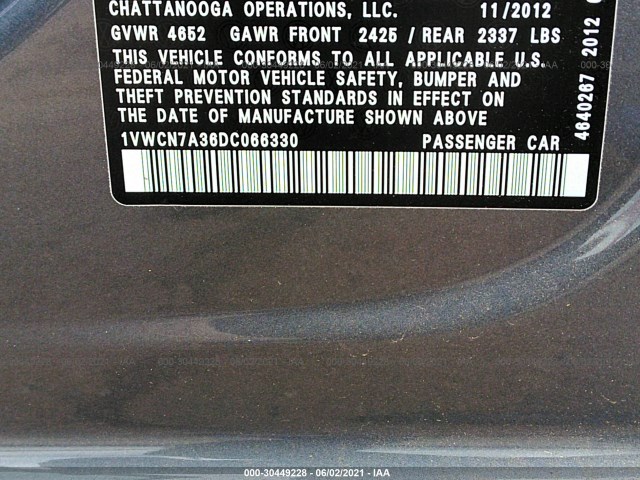 CHATTANOOGA OPERATIONS, LLC. 11/2012
GVWR 4652 GAWR FRONT 2425 / REAR 2337 LBS
THIS VEHICLE CONFORMS TO ALL APPLICABLE U.S.
FEDERAL MOTOR VEHICLE SAFETY, BUMPER AND
THEFT PREVENTION STANDARDS IN EFFECT ON
THE DATE OF MANUFACTURE SHOWN ABOVE
1VWCN7A36DC066330 PASSENGER CAR
4640267 2012
000-30449228 - 06/02/2021 - IAA